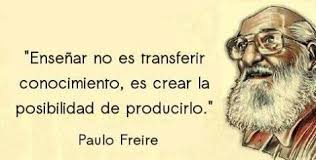 "Enseñar no es transferir
conocimiento, es crear la
posibilidad de producirlo."
Paulo Freire